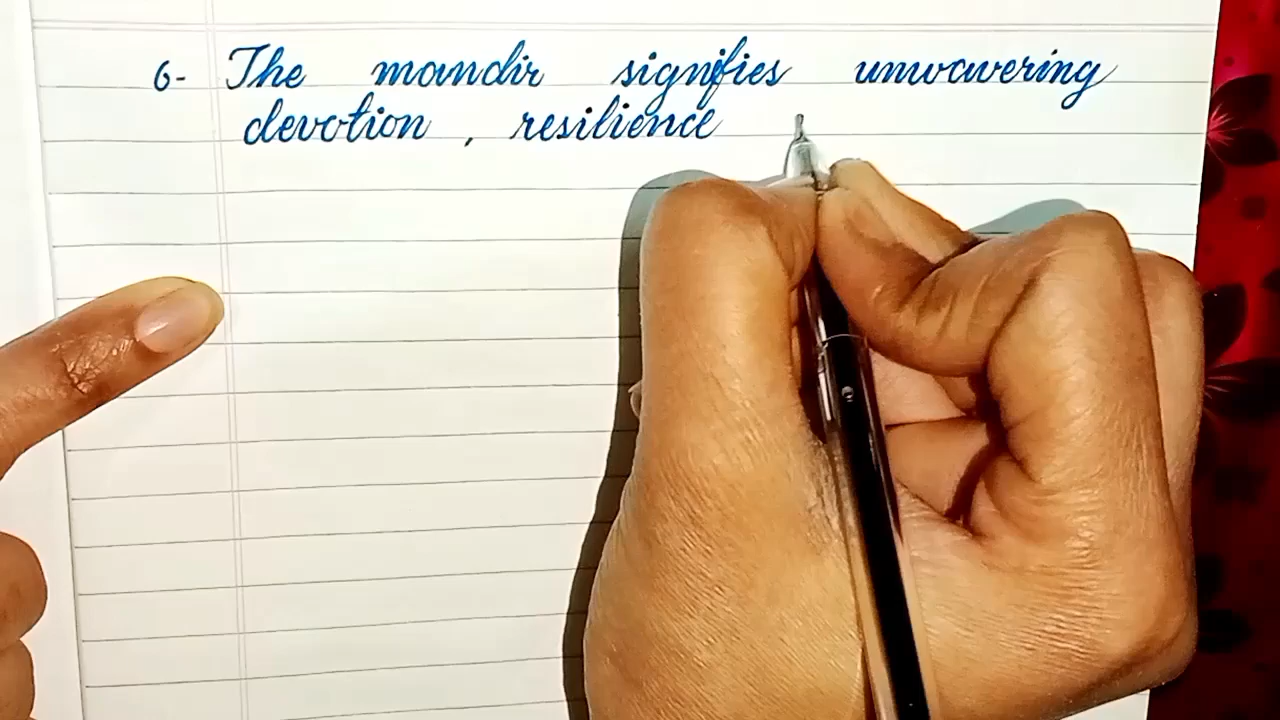 6- The mandir signifies unwavering
devotion , resilience